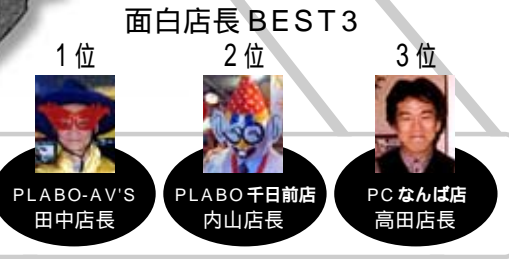 面白店長BEST3
1位
2位
3位
PLABO-AV'S
田中店長
PLABO千日前店
内山店長
PCなんば店
高田店長